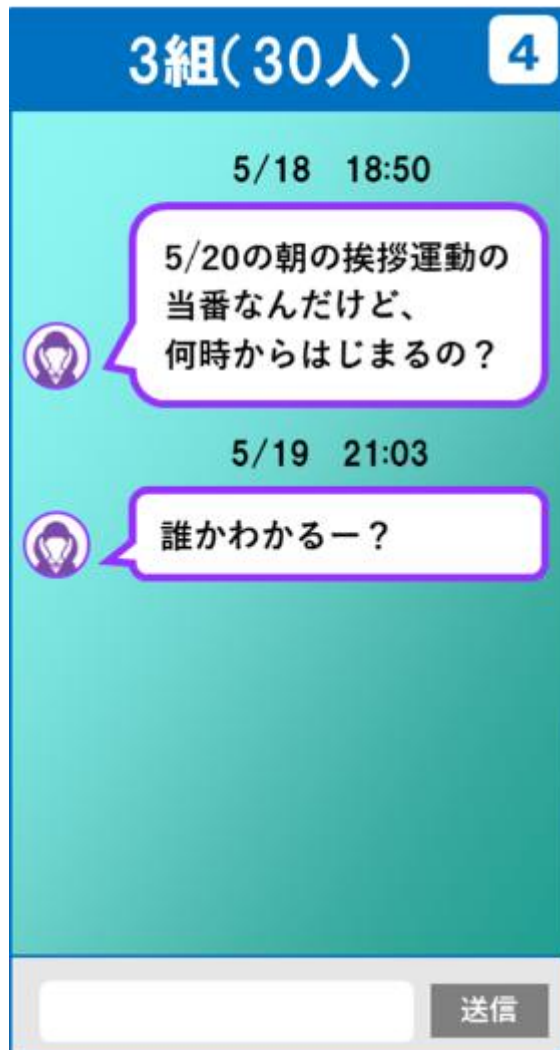 3組(30人)
4
5/18 18:50
5/20の朝の挨拶運動の
当番なんだけど、
何時からはじまるの？
5/19 21:03
誰かわかるー？
送信